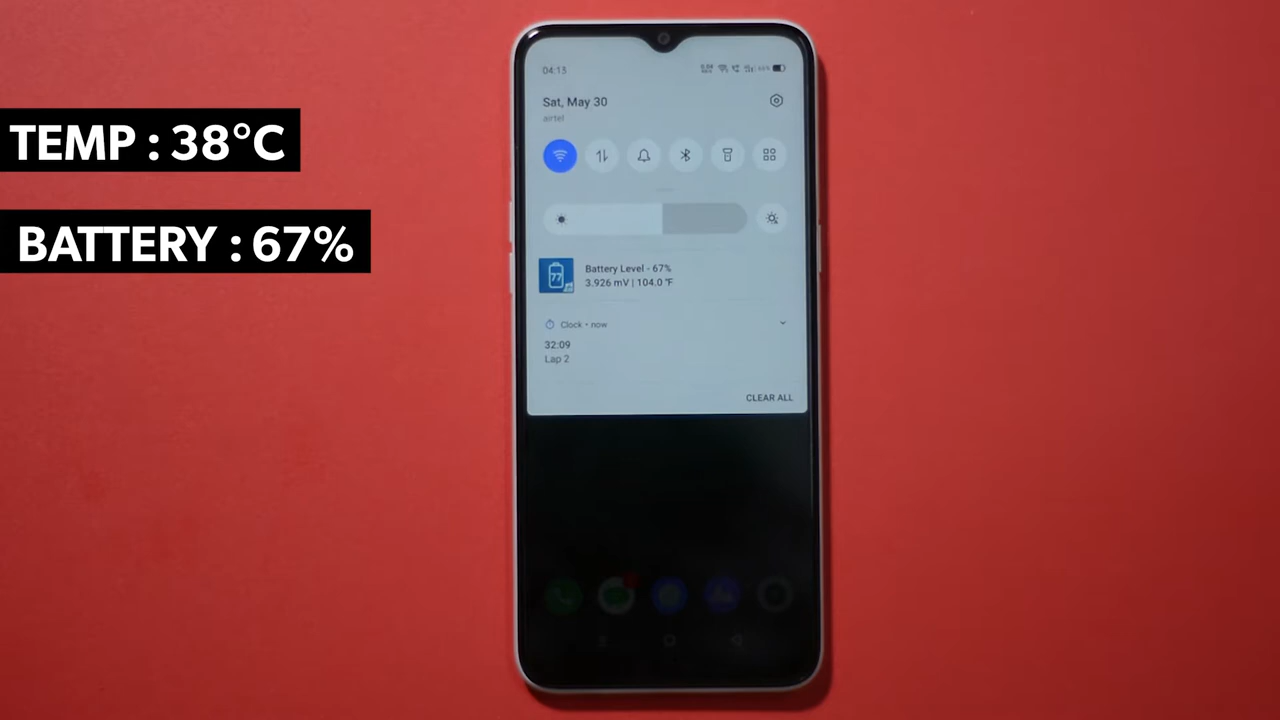 TEMP : 38°C
BATTERY : 67%
04:13
Sat, May 30
airtel
77
Battery Level - 67%
3.926 mV | 104.0 °F
Clock • now
32:09
Lap 2
CLEAR ALL